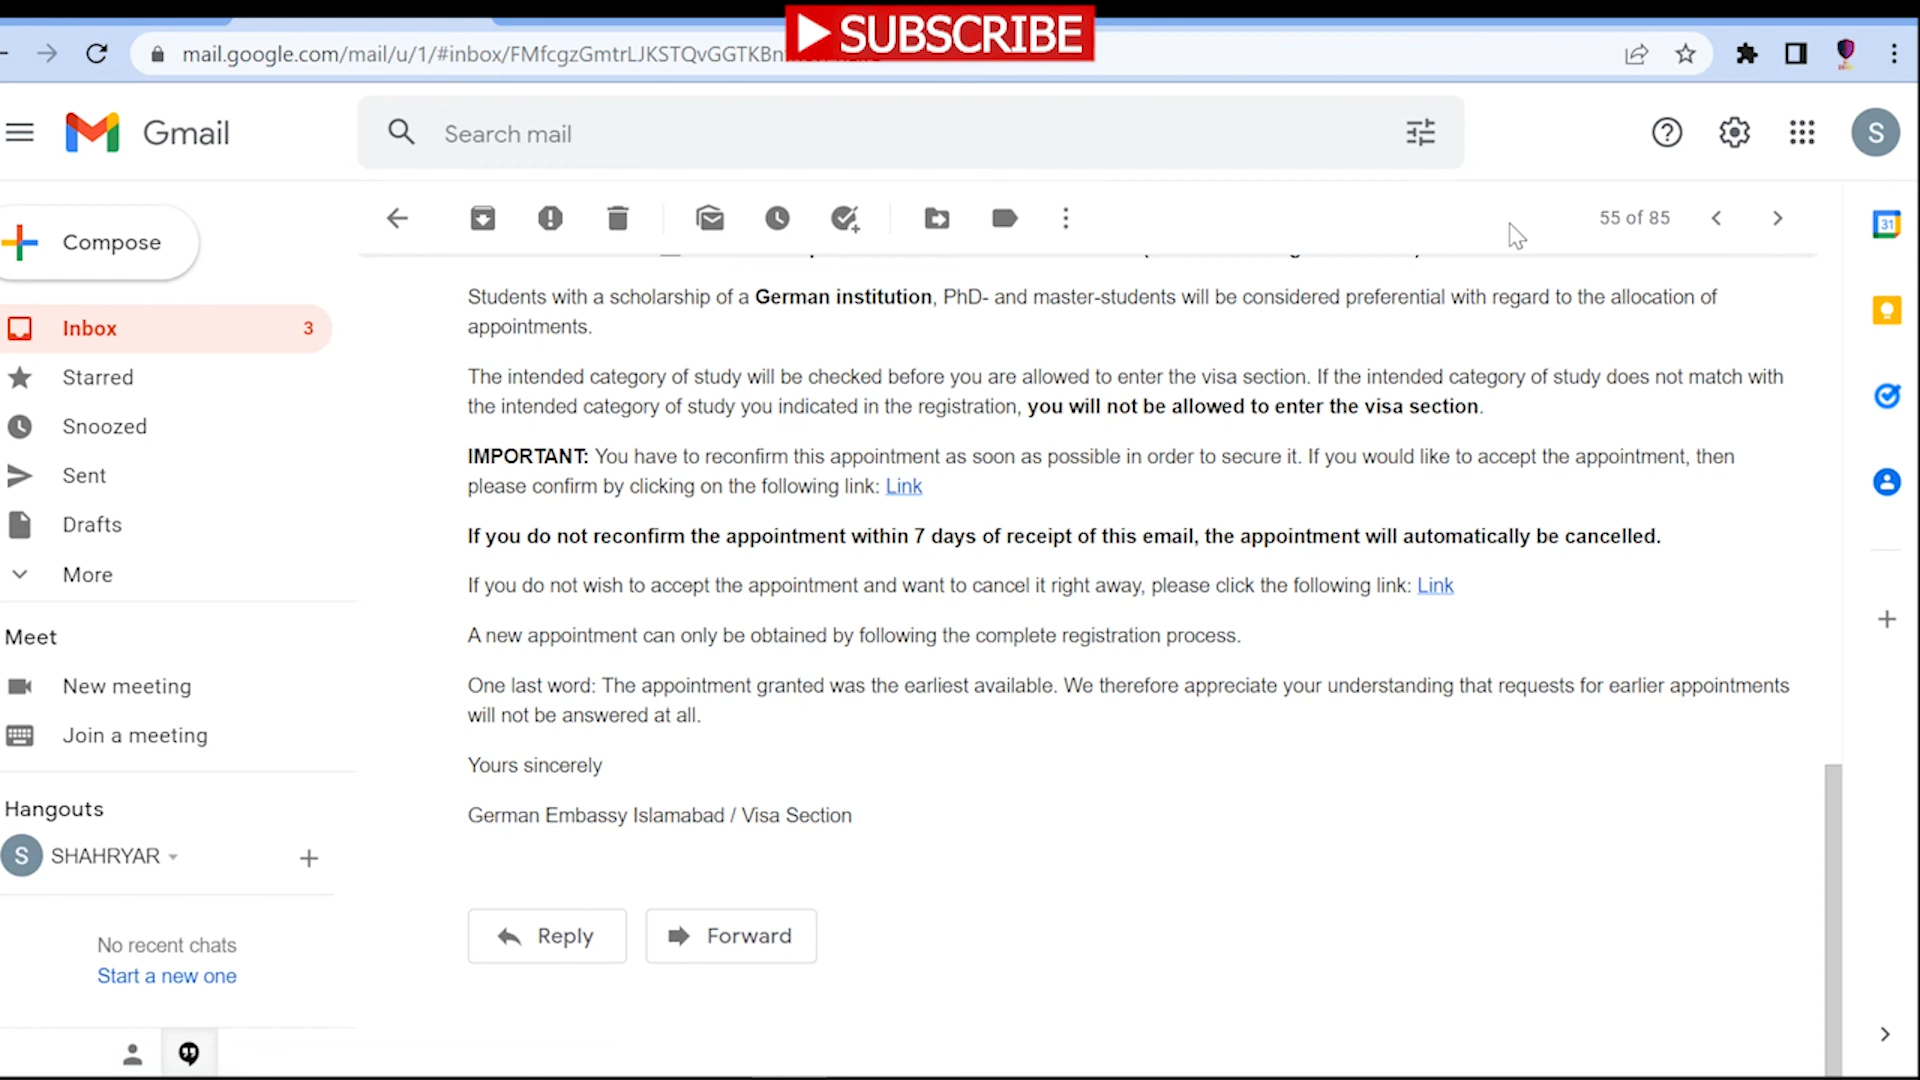 SUBSCRIBE
mail.google.com/mail/u/1/#inbox/FMfcgzGmtrLJKSTQvGGTKBn
Gmail
Search mail
S
55 of 85
31
Compose
Inbox 3
Starred
Snoozed
Sent
Drafts
More
Meet
New meeting
Join a meeting
Hangouts
S SHAHRYAR
No recent chats
Start a new one
Students with a scholarship of a German institution, PhD- and master-students will be considered preferential with regard to the allocation of
appointments.
The intended category of study will be checked before you are allowed to enter the visa section. If the intended category of study does not match with
the intended category of study you indicated in the registration, you will not be allowed to enter the visa section.
IMPORTANT: You have to reconfirm this appointment as soon as possible in order to secure it. If you would like to accept the appointment, then
please confirm by clicking on the following link: Link
If you do not reconfirm the appointment within 7 days of receipt of this email, the appointment will automatically be cancelled.
If you do not wish to accept the appointment and want to cancel it right away, please click the following link: Link
A new appointment can only be obtained by following the complete registration process.
One last word: The appointment granted was the earliest available. We therefore appreciate your understanding that requests for earlier appointments
will not be answered at all.
Yours sincerely
German Embassy Islamabad / Visa Section
Reply
Forward